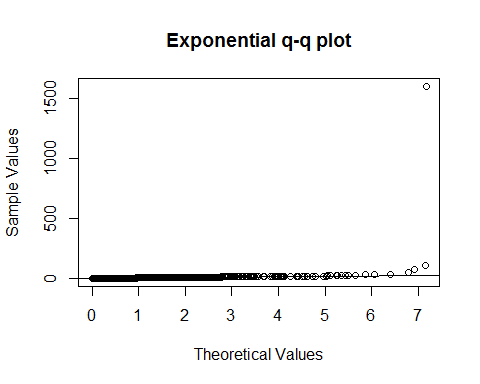 Exponential q-q plot
Sample Values
1500
1000
500
0
0 1 2 3 4 5 6 7
Theoretical Values